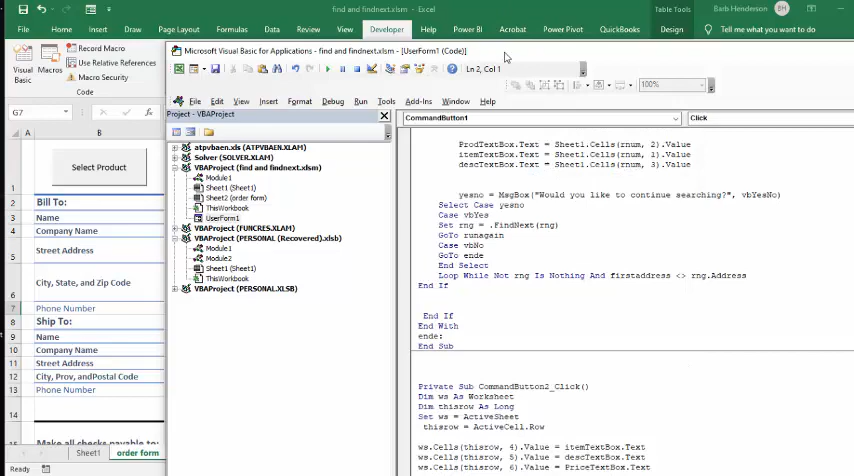 find and findnext.xlsm - Excel
Table Tools
Barb Henderson
BH
File
Home
Insert
Draw
Page Layout
Formulas
Data
Review
View
Developer
Help
Power BI
Acrobat
Power Pivot
QuickBooks
Design
Tell me what you want to do
Visual
Basic
Macros
Record Macro
Use Relative References
Macro Security
Code
Microsoft Visual Basic for Applications - find and findnext.xlsm - [UserForm1 (Code)]
Ln 2, Col 1
100%
File Edit View Insert Format Debug Run Tools Add-Ins Window Help
G7
Project - VBAProject
atpvbaen.xls (ATPVBAEN.XLAM)
Solver (SOLVER.XLAM)
VBAProject (find and findnext.xlsm)
Module1
Sheet1 (Sheet1)
Sheet2 (order form)
ThisWorkbook
UserForm1
VBAProject (FUNCRES.XLAM)
VBAProject (PERSONAL (Recovered).xlsb)
Module1
Module2
Sheet1 (Sheet1)
ThisWorkbook
VBAProject (PERSONAL.XLSB)
CommandButton1
Click
ProdTextBox.Text = Sheet1.Cells(rnum, 2).Value
itemTextBox.Text = Sheet1.Cells(rnum, 1).Value
descTextBox.Text = Sheet1.Cells(rnum, 3).Value
yesno = MsgBox("Would you like to continue searching?", vbYesNo)
Select Case yesno
Case vbYes
Set rng = .FindNext(rng)
GoTo runagain
Case vbNo
GoTo ende
End Select
Loop While Not rng Is Nothing And firstaddress <> rng.Address
End If
End If
End With
ende:
End Sub
Private Sub CommandButton2_Click()
Dim ws As Worksheet
Dim thisrow As Long
Set ws = ActiveSheet
thisrow = ActiveCell.Row
ws.Cells(thisrow, 4).Value = itemTextBox.Text
ws.Cells(thisrow, 5).Value = descTextBox.Text
ws.Cells(thisrow, 6).Value = PriceTextBox.Text
A
B
Select Product
1
2 Bill To:
3 Name
4 Company Name
5 Street Address
6 City, State, and Zip Code
7 Phone Number
8 Ship To:
9 Name
10 Company Name
11 Street Address
12 City, Prov, andPostal Code
13 Phone Number
14
Make all checks payable to:
Sheet1
order form
Ready